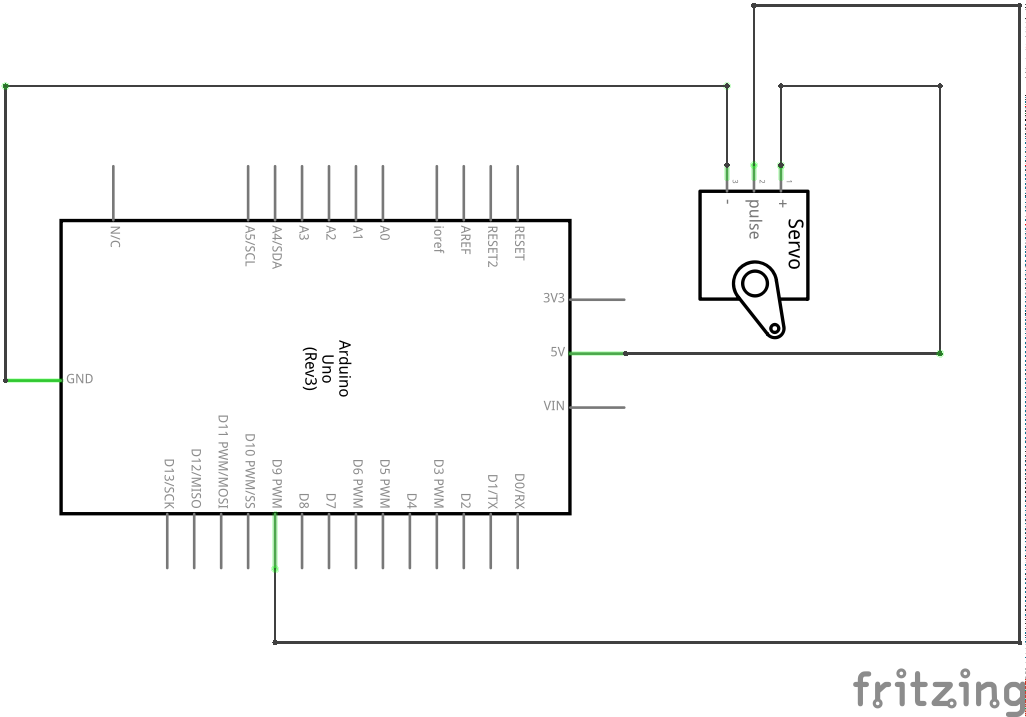 3
2
1
-
pulse
+
Servo
N/C
A5/SCL
A4/SDA
A3
A2
A1
A0
ioref
AREF
RESET2
RESET
3V3
5V
VIN
GND
Arduino
Uno
(Rev3)
D13/SCK
D12/MISO
D11 PWM/MOSI
D10 PWM/SS
D9 PWM
D8
D7
D6 PWM
D5 PWM
D4
D3 PWM
D2
D1/TX
D0/RX
fritzing